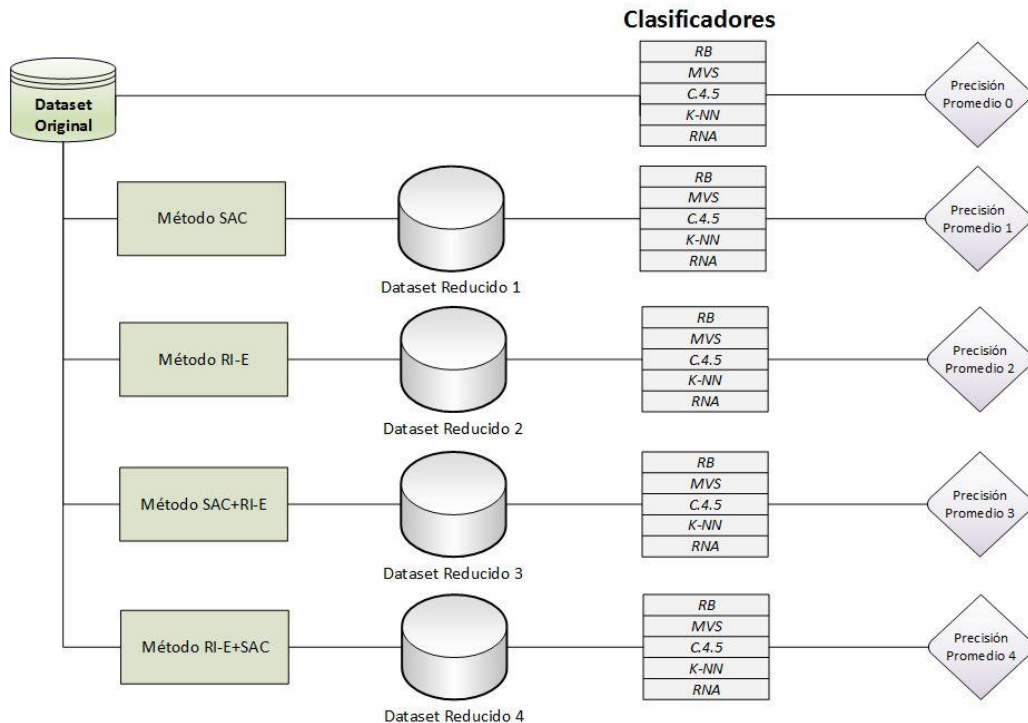 Clasificadores
Dataset
Original
RB
MVS
C.4.5
K-NN
RNA
Precisión
Promedio 0
Método SAC
Dataset Reducido 1
RB
MVS
C.4.5
K-NN
RNA
Precisión
Promedio 1
Método RI-E
Dataset Reducido 2
RB
MVS
C.4.5
K-NN
RNA
Precisión
Promedio 2
Método SAC+RI-E
Dataset Reducido 3
RB
MVS
C.4.5
K-NN
RNA
Precisión
Promedio 3
Método RI-E+SAC
Dataset Reducido 4
RB
MVS
C.4.5
K-NN
RNA
Precisión
Promedio 4